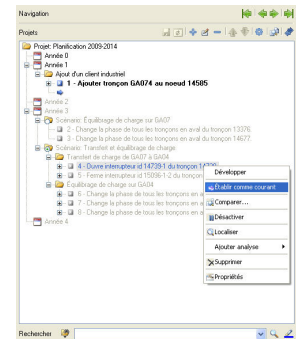 Navigation
Projets
Projet: Planification 2009-2014
Année 0
Année 1
Ajout d'un client industriel
1 - Ajouter tronçon GA074 au noeud 14585
Année 2
Année 3
Scénario: Équilibrage de charge sur GA07
2 - Change la phase de tous les tronçons en aval du tronçon 13376.
3 - Change la phase de tous les tronçons en aval du tronçon 14677.
Scénario: Transfert et équilibrage de charge
Transfert de charge de GA07 à GA04
4 - Ouvre interrupteur id 14739-1 du tronçon
5 - Ferme interrupteur id 15096-1-2 du tronçon
Équilibrage de charge sur GA04
6 - Change la phase de tous les tronçons en a
7 - Change la phase de tous les tronçons en a
8 - Change la phase de tous les tronçons en a
Année 4
Développer
Établir comme courant
Comparer...
Désactiver
Localiser
Ajouter analyse
Supprimer
Propriétés
Rechercher